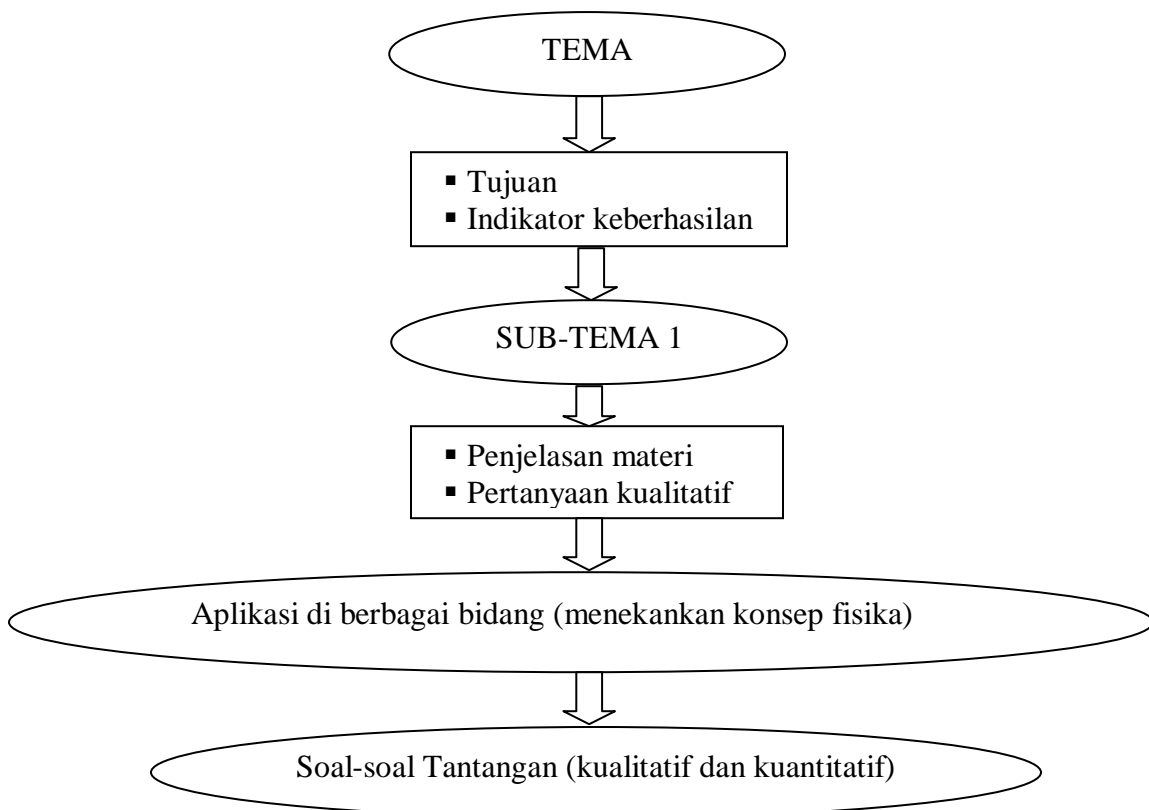 TEMA
▪ Tujuan
▪ Indikator keberhasilan
SUB-TEMA 1
▪ Penjelasan materi
▪ Pertanyaan kualitatif
Aplikasi di berbagai bidang (menekankan konsep fisika)
Soal-soal Tantangan (kualitatif dan kuantitatif)